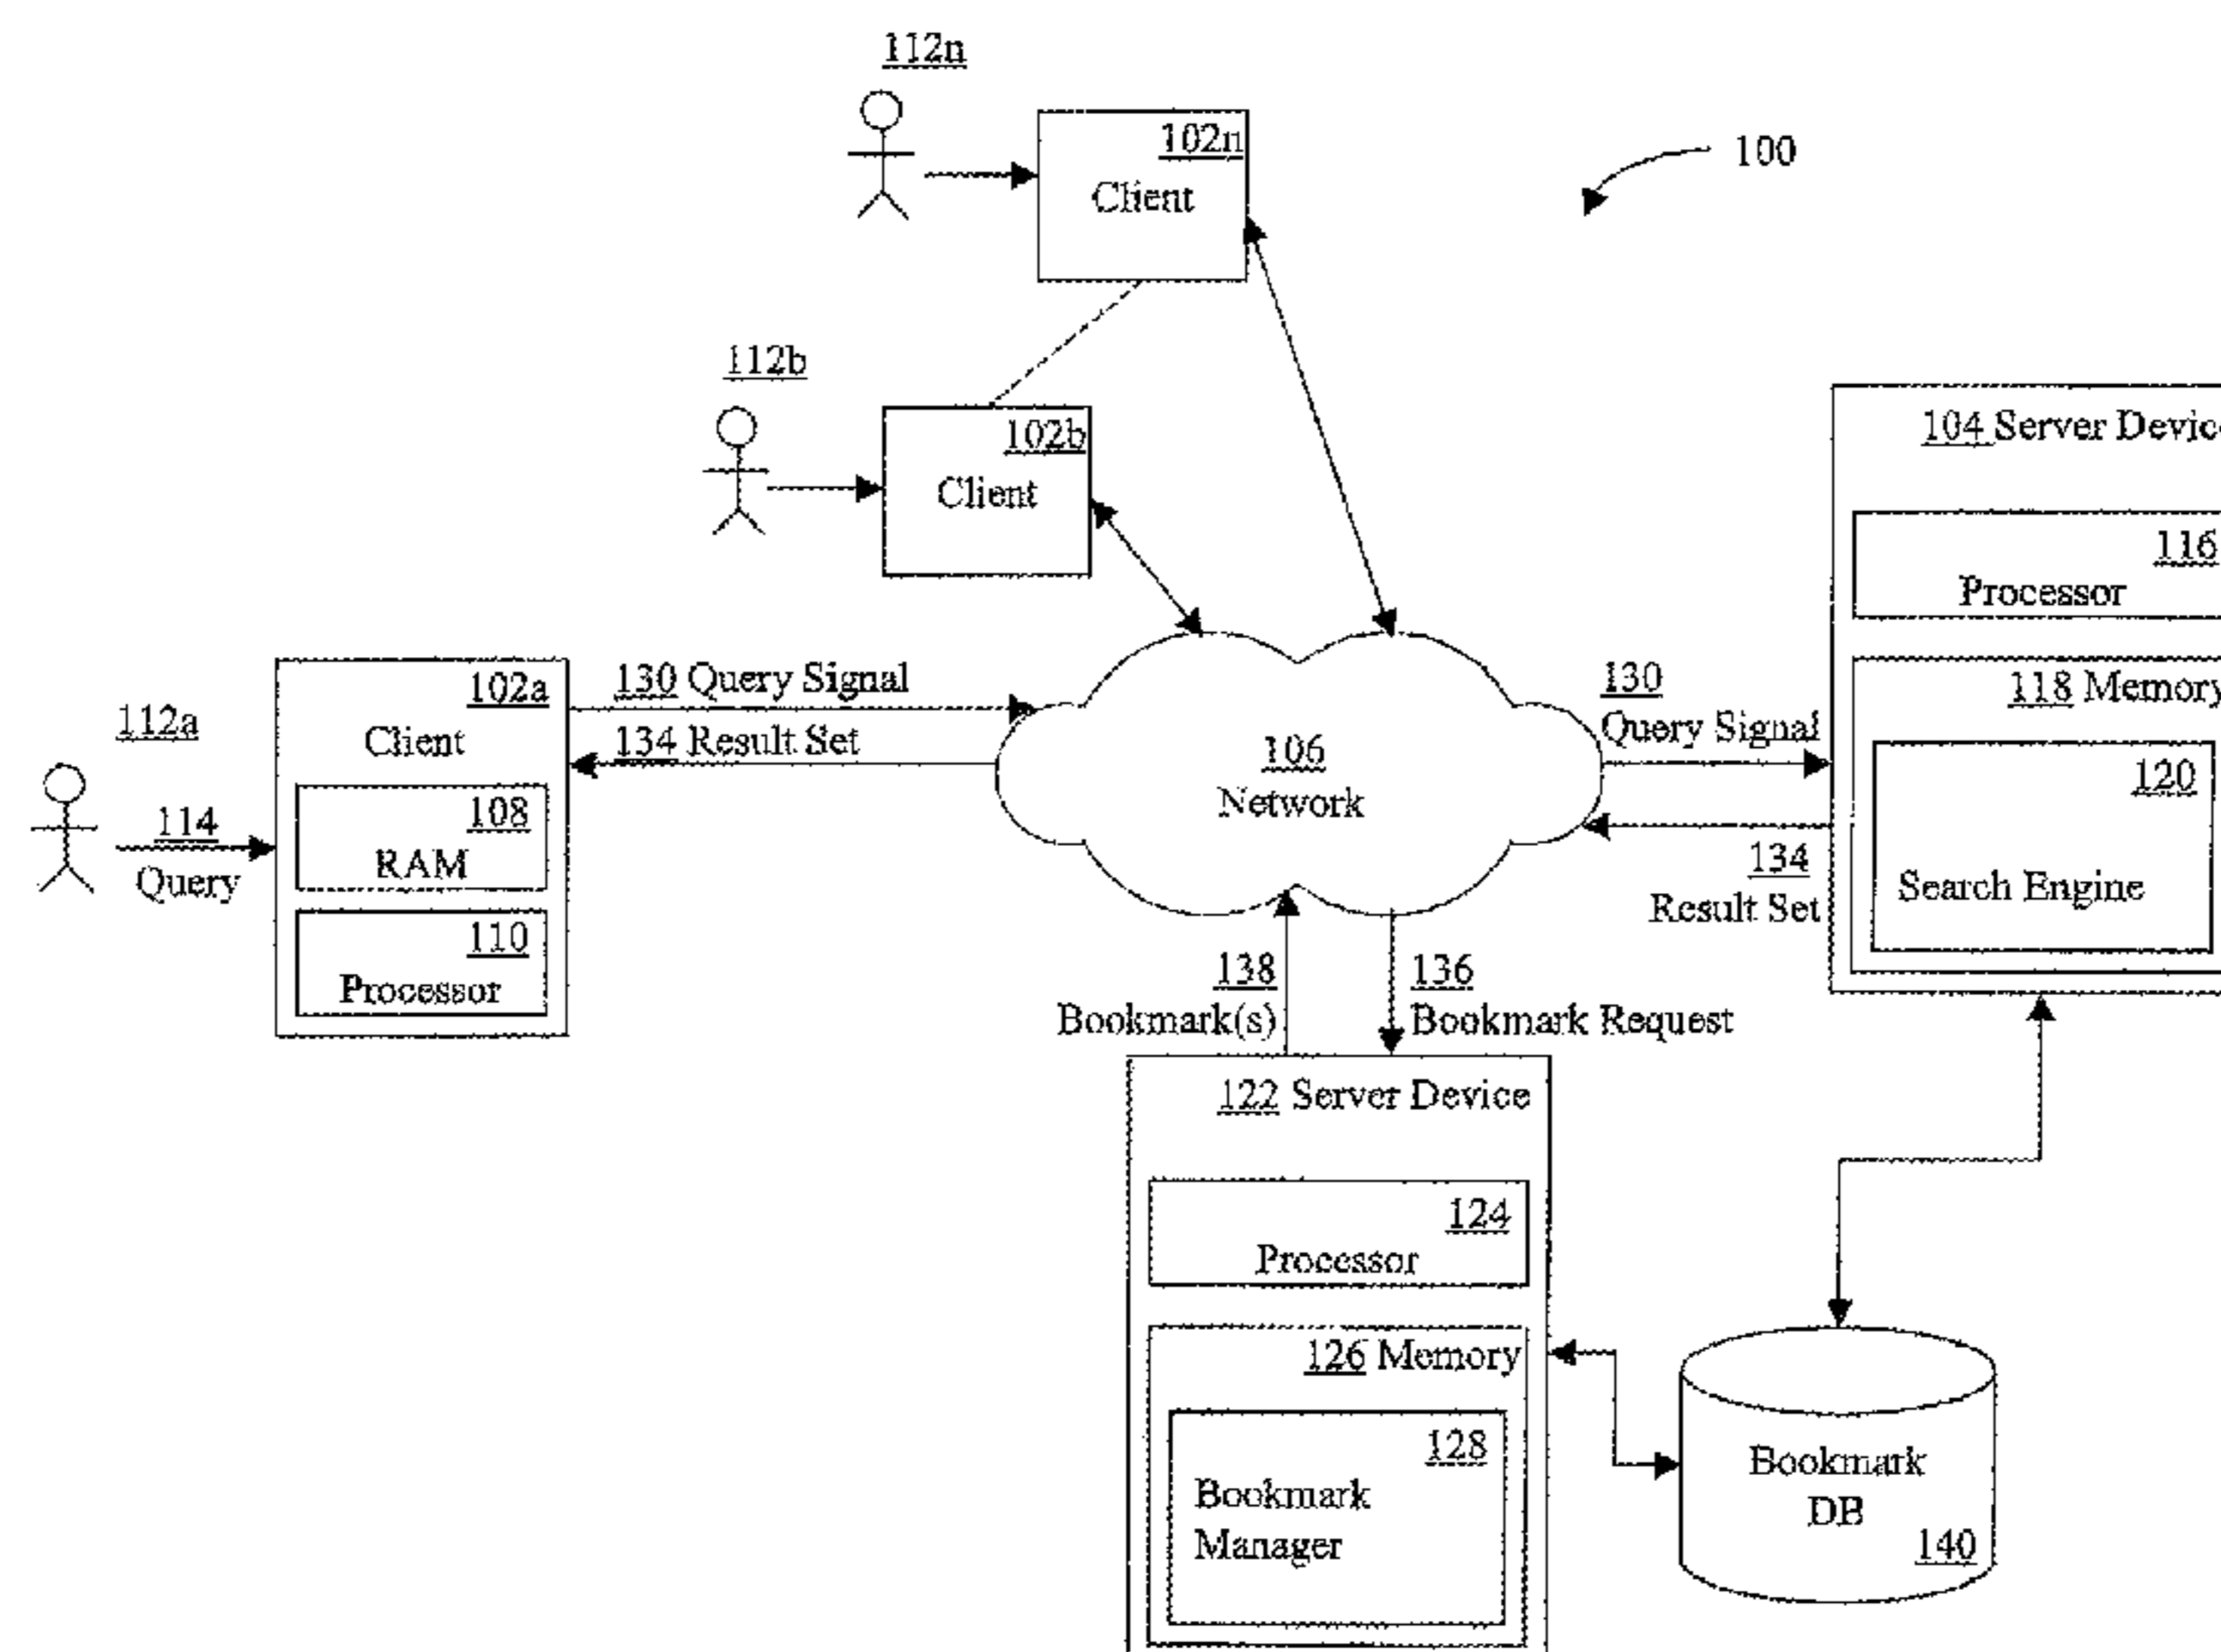 112n
102n
Client
100
112b
102b
Client
104 Server Device
116
Processor
118 Memory
120
Search Engine
112a
114
Query
102a
Client
108
RAM
110
Processor
130 Query Signal
134 Result Set
106
Network
130
Query Signal
134
Result Set
138
Bookmark(s)
136
Bookmark Request
122 Server Device
124
Processor
126 Memory
128
Bookmark
Manager
Bookmark
DB
140